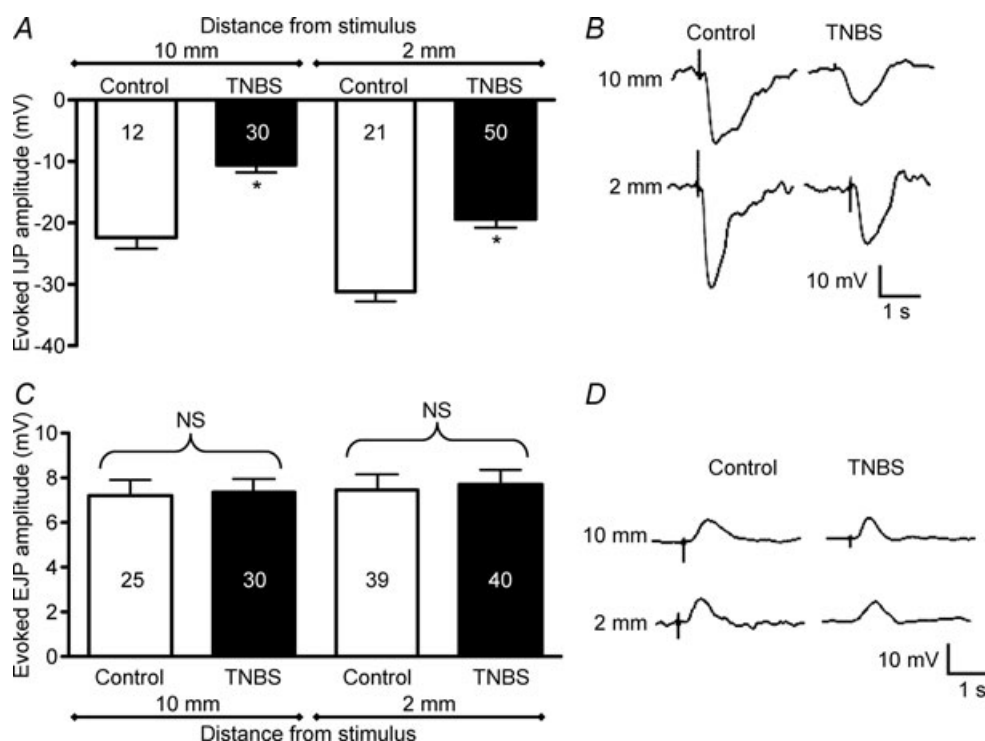 A
Distance from stimulus
10 mm 2 mm
Control TNBS Control TNBS
Evoked IJP amplitude (mV)
0
-10
-20
-30
-40
12 30 21 50
* *
B
Control TNBS
10 mm
2 mm
10 mV
1 s
C
Evoked EJP amplitude (mV)
10
8
6
4
2
0
NS NS
25 30 39 40
Control TNBS Control TNBS
10 mm 2 mm
Distance from stimulus
D
Control TNBS
10 mm
2 mm
10 mV
1 s